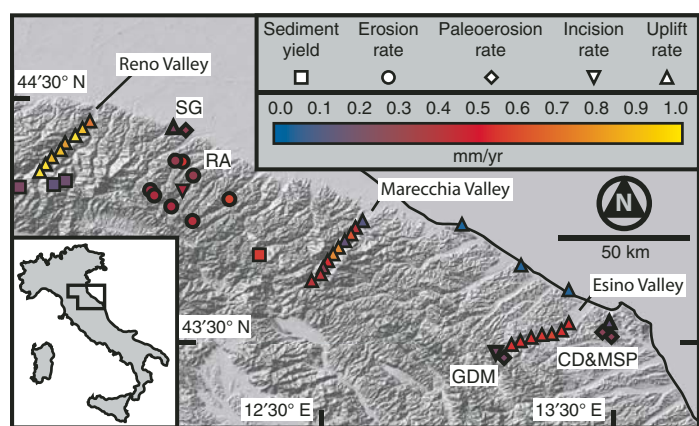 Sediment yield
Erosion rate
Paleoerosion rate
Incision rate
Uplift rate
0.0 0.1 0.2 0.3 0.4 0.5 0.6 0.7 0.8 0.9 1.0
mm/yr
Reno Valley
44′30° N
SG
RA
Marecchia Valley
N
50 km
Esino Valley
43′30° N
GDM
CD&MSP
12′30° E
13′30° E